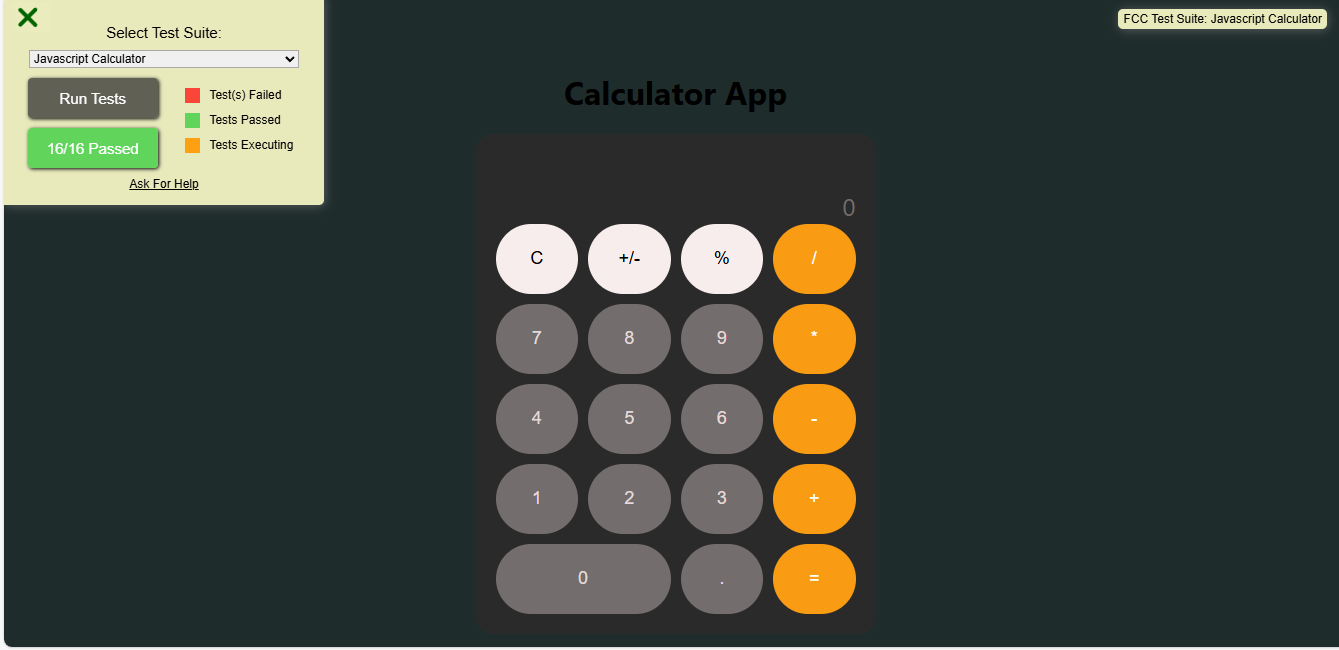 FCC Test Suite: Javascript Calculator
Select Test Suite:
Javascript Calculator
Run Tests
Test(s) Failed
Tests Passed
16/16 Passed
Tests Executing
Ask For Help
Calculator App
0
C +/- % /
7 8 9 *
4 5 6 -
1 2 3 +
0 . =